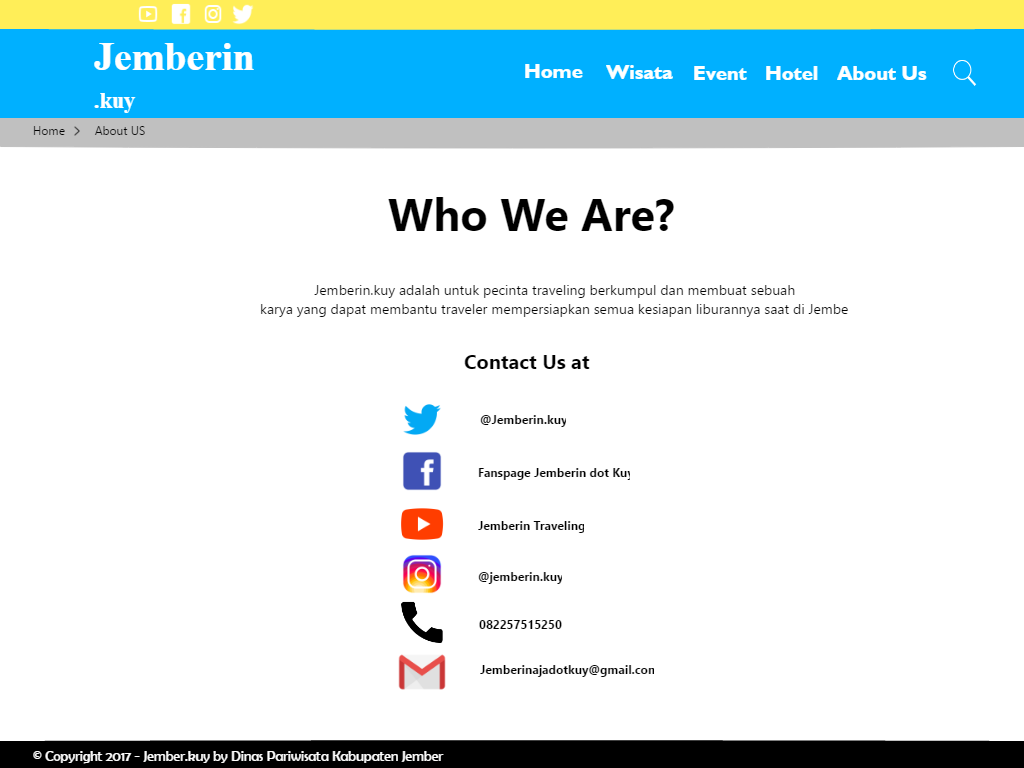 Jemberin
.kuy
Home Wisata Event Hotel About Us
Home > About US
Who We Are?
Jemberin.kuy adalah untuk pecinta traveling berkumpul dan membuat sebuah
karya yang dapat membantu traveler mempersiapkan semua kesiapan liburannya saat di Jembe
Contact Us at
@Jemberin.kuy
Fanspage Jemberin dot Kuy
Jemberin Traveling
@jemberin.kuy
082257515250
Jemberinajadotkuy@gmail.con
© Copyright 2017 - Jember.kuy by Dinas Pariwisata Kabupaten Jember